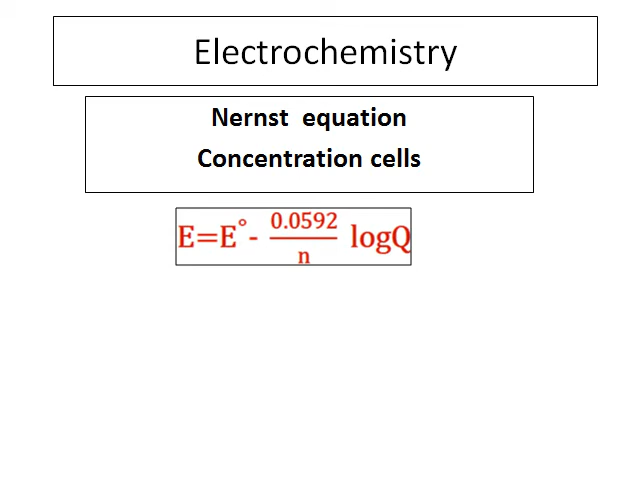 Electrochemistry
Nernst  equation
Concentration cells
E=E°- 0.0592/n logQ